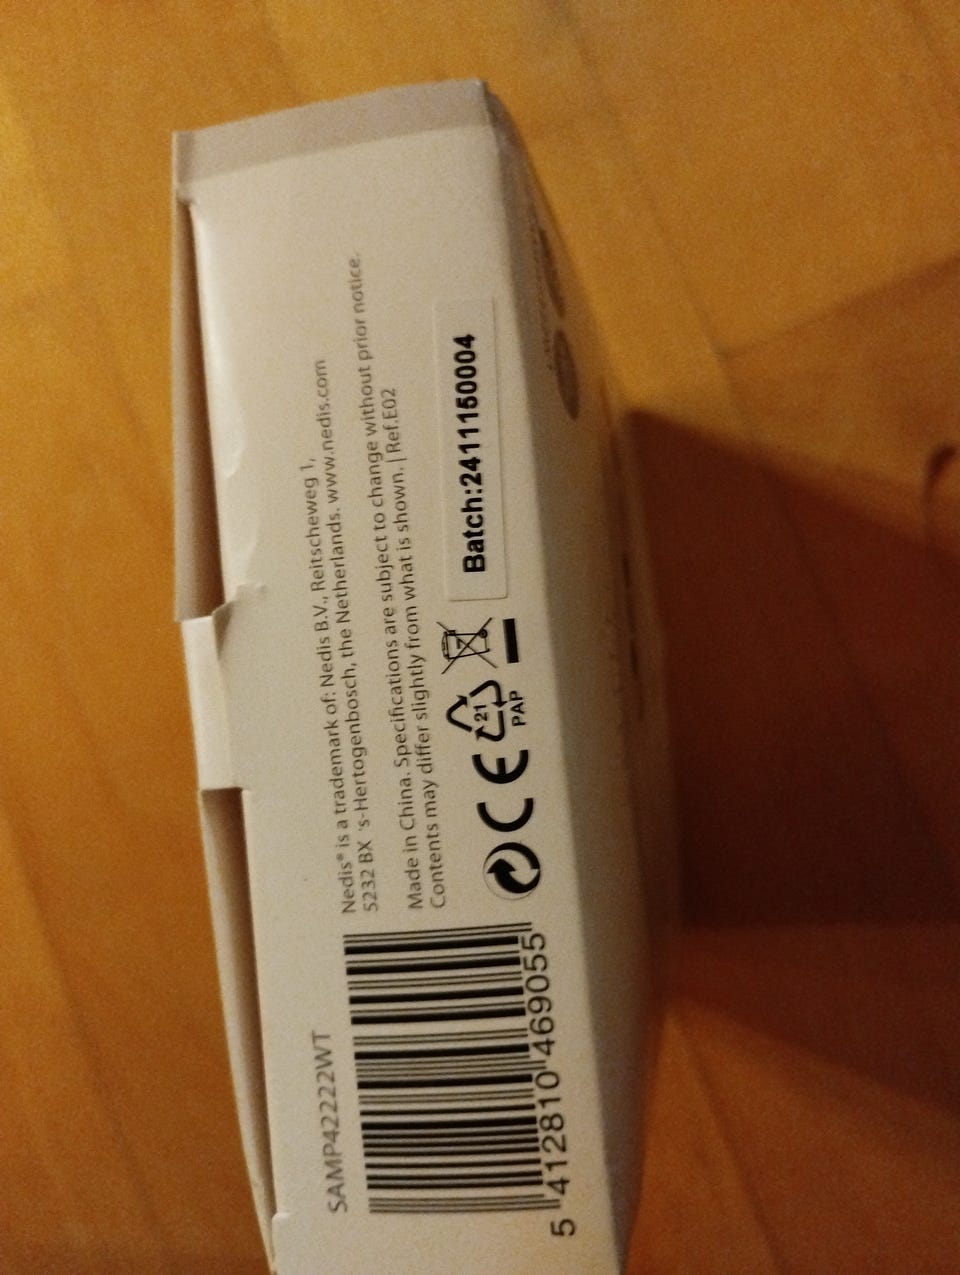 SAMP42222WT
5 412810 469055
Nedis® is a trademark of: Nedis B.V., Reitscheweg 1,
5232 BX 's-Hertogenbosch, the Netherlands. www.nedis.com
Made in China. Specifications are subject to change without prior notice.
Contents may differ slightly from what is shown. | Ref.E02
CE
21
PAP
Batch:2411150004